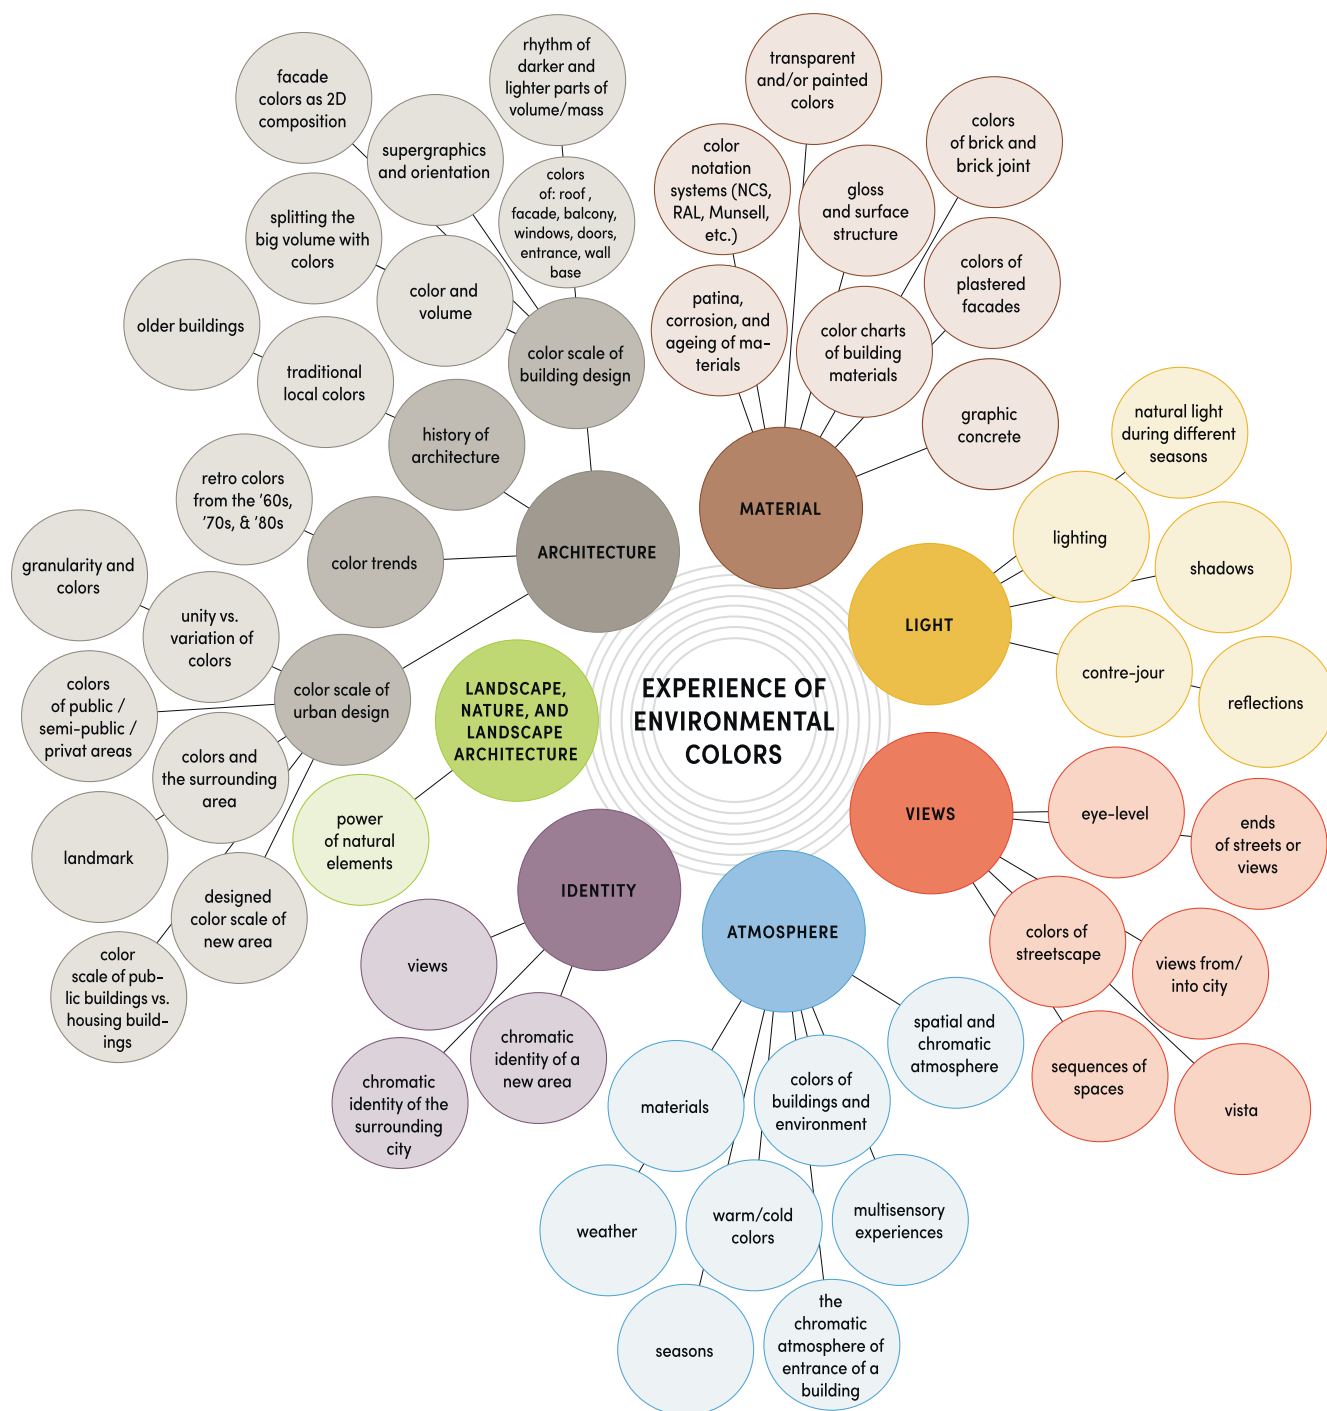 rhythm of
darker and
lighter parts of
volume/mass
facade
colors as 2D
composition
supergraphics
and orientation
colors
of: roof ,
facade, balcony,
windows, doors,
entrance, wall
base
splitting the
big volume with
colors
color and
volume
older buildings
traditional
local colors
color scale of
building design
history of
architecture
retro colors
from the ’60s,
’70s, & ’80s
color trends
ARCHITECTURE
granularity and
colors
unity vs.
variation of
colors
colors
of public /
semi-public /
privat areas
color scale of
urban design
colors and
the surrounding
area
landmark
designed
color scale of
new area
color
scale of pub-
lic buildings vs.
housing build-
ings
transparent
and/or painted
colors
color
notation
systems (NCS,
RAL, Munsell,
etc.)
colors
of brick and
brick joint
gloss
and surface
structure
patina,
corrosion, and
ageing of ma-
terials
color charts
of building
materials
colors of
plastered
facades
graphic
concrete
MATERIAL
natural light
during different
seasons
lighting
shadows
LIGHT
contre-jour
reflections
LANDSCAPE,
NATURE, AND
LANDSCAPE
ARCHITECTURE
power
of natural
elements
EXPERIENCE OF
ENVIRONMENTAL
COLORS
VIEWS
eye-level
ends
of streets or
views
colors of
streetscape
views from/
into city
sequences of
spaces
vista
IDENTITY
views
chromatic
identity of a
new area
chromatic
identity of the
surrounding
city
ATMOSPHERE
spatial and
chromatic
atmosphere
materials
colors of
buildings and
environment
weather
warm/cold
colors
multisensory
experiences
seasons
the
chromatic
atmosphere of
entrance of a
building